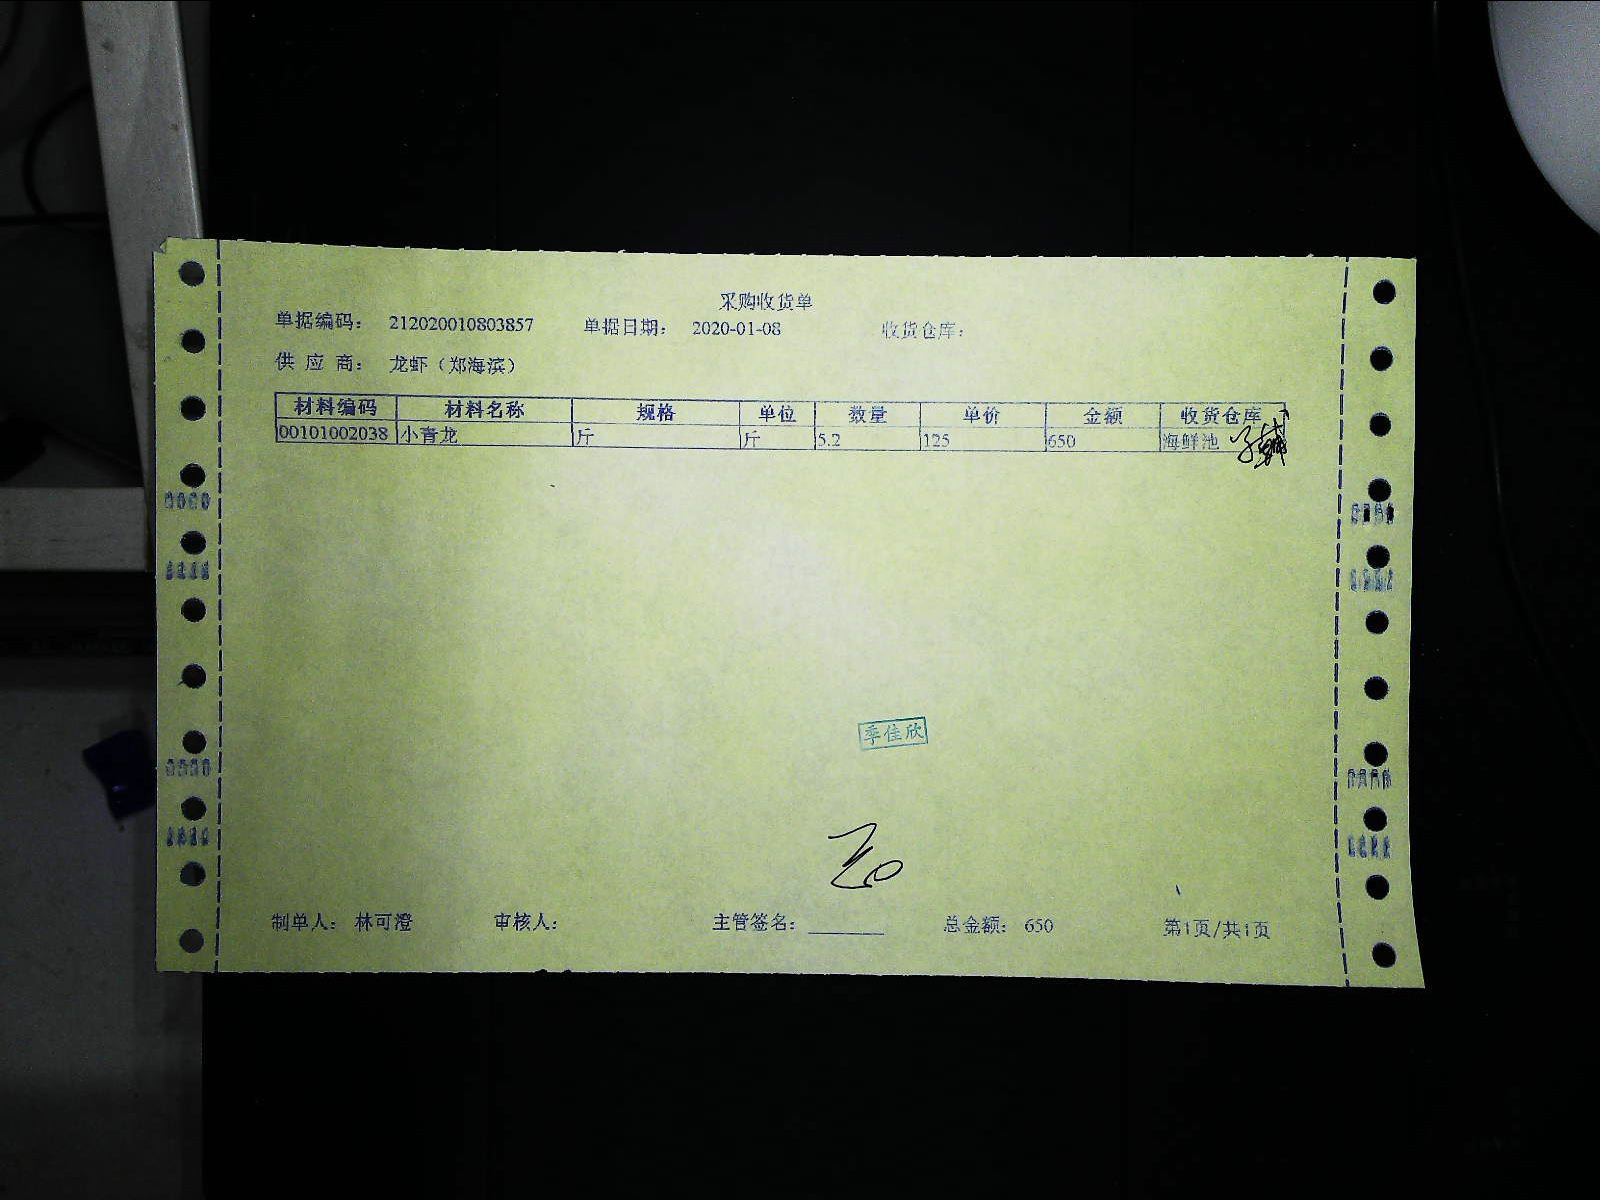 采购收货单
单据编码: 212020010803857 单据日期: 2020-01-08 收货仓库:
供应商: 龙虾（郑海滨）
材料编码 材料名称 规格 单位 数量 单价 金额 收货仓库
00101002038 小青龙 斤 斤 5.2 125 650 海鲜池
季佳欣
制单人: 林可澄 审核人: 主管签名: ________ 总金额: 650 第1页/共1页